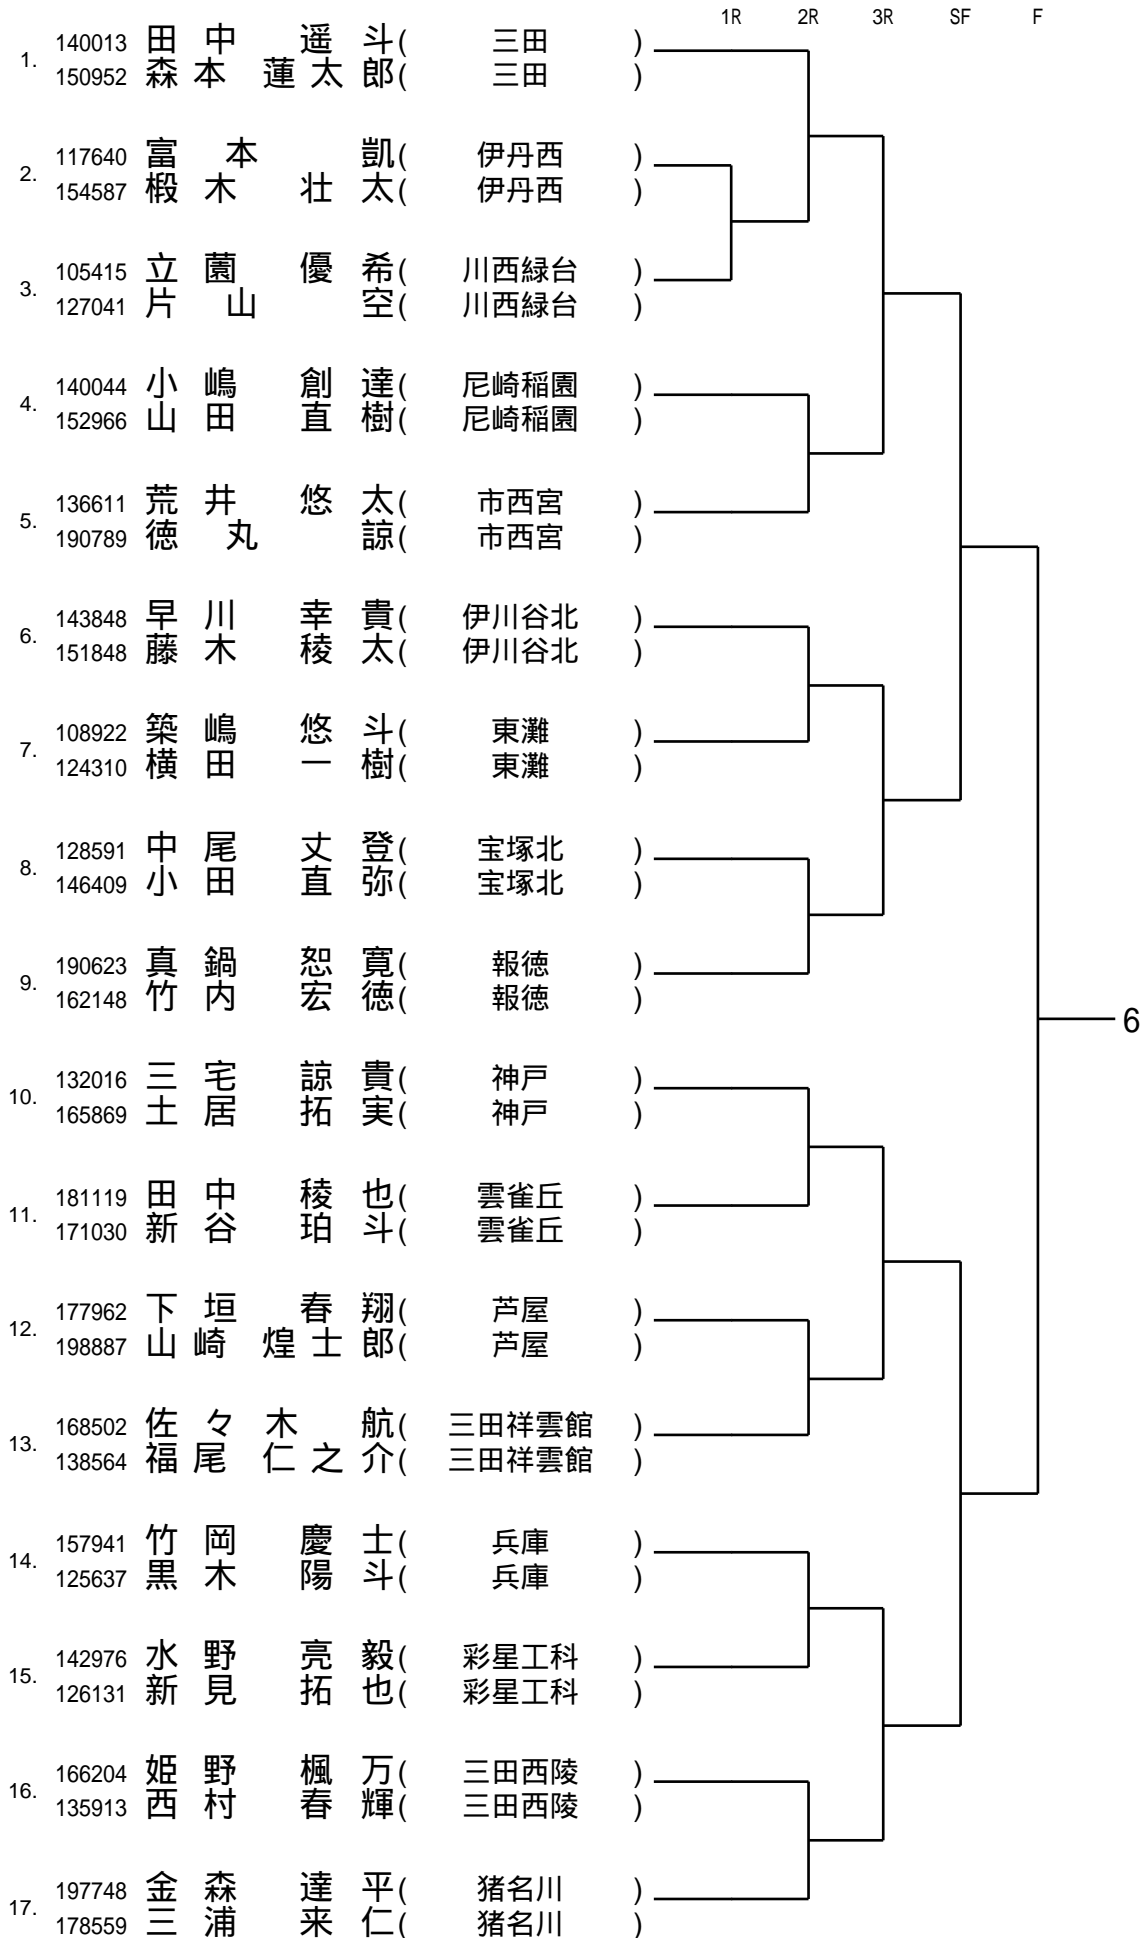 1R 2R 3R SF F
1. 140013 田中 遥斗( 三田 )
150952 森本 蓮太郎( 三田 )
2. 117640 富本 凱( 伊丹西 )
154587 椴木 壮太( 伊丹西 )
3. 105415 立薗 優希( 川西緑台 )
127041 片山 空( 川西緑台 )
4. 140044 小嶋 創達( 尼崎稲園 )
152966 山田 直樹( 尼崎稲園 )
5. 136611 荒井 悠太( 市西宮 )
190789 徳丸 諒( 市西宮 )
6. 143848 早川 幸貴( 伊川谷北 )
151848 藤木 稜太( 伊川谷北 )
7. 108922 築嶋 悠斗( 東灘 )
124310 横田 一樹( 東灘 )
8. 128591 中尾 丈登( 宝塚北 )
146409 小田 直弥( 宝塚北 )
9. 190623 真鍋 恕寛( 報徳 )
162148 竹内 宏徳( 報徳 )
6
10. 132016 三宅 諒貴( 神戸 )
165869 土居 拓実( 神戸 )
11. 181119 田中 稜也( 雲雀丘 )
171030 新谷 珀斗( 雲雀丘 )
12. 177962 下垣 春翔( 芦屋 )
198887 山崎 煌士郎( 芦屋 )
13. 168502 佐々木 航( 三田祥雲館 )
138564 福尾 仁之介( 三田祥雲館 )
14. 157941 竹岡 慶士( 兵庫 )
125637 黒木 陽斗( 兵庫 )
15. 142976 水野 亮毅( 彩星工科 )
126131 新見 拓也( 彩星工科 )
16. 166204 姫野 楓万( 三田西陵 )
135913 西村 春輝( 三田西陵 )
17. 197748 金森 達平( 猪名川 )
178559 三浦 来仁( 猪名川 )